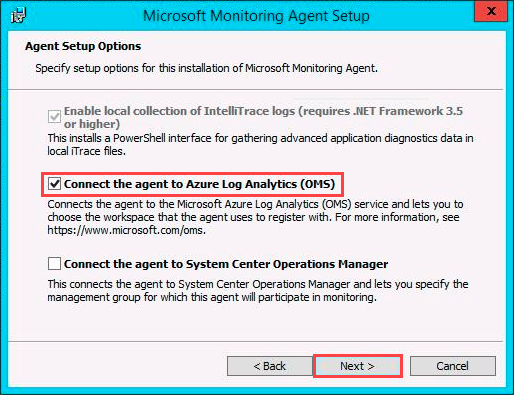 Microsoft Monitoring Agent Setup
x
Agent Setup Options
Specify setup options for this installation of Microsoft Monitoring Agent.
Enable local collection of IntelliTrace logs (requires .NET Framework 3.5
or higher)
This installs a PowerShell interface for gathering advanced application diagnostics data in
local iTrace files.
Connect the agent to Azure Log Analytics (OMS)
Connects the agent to the Microsoft Azure Log Analytics (OMS) service and lets you to
choose the workspace that the agent uses to register with. For more information, see
https://www.microsoft.com/oms.
Connect the agent to System Center Operations Manager
This connects the agent to System Center Operations Manager and lets you specify the
management group for which this agent will participate in monitoring.
< Back
Next >
Cancel